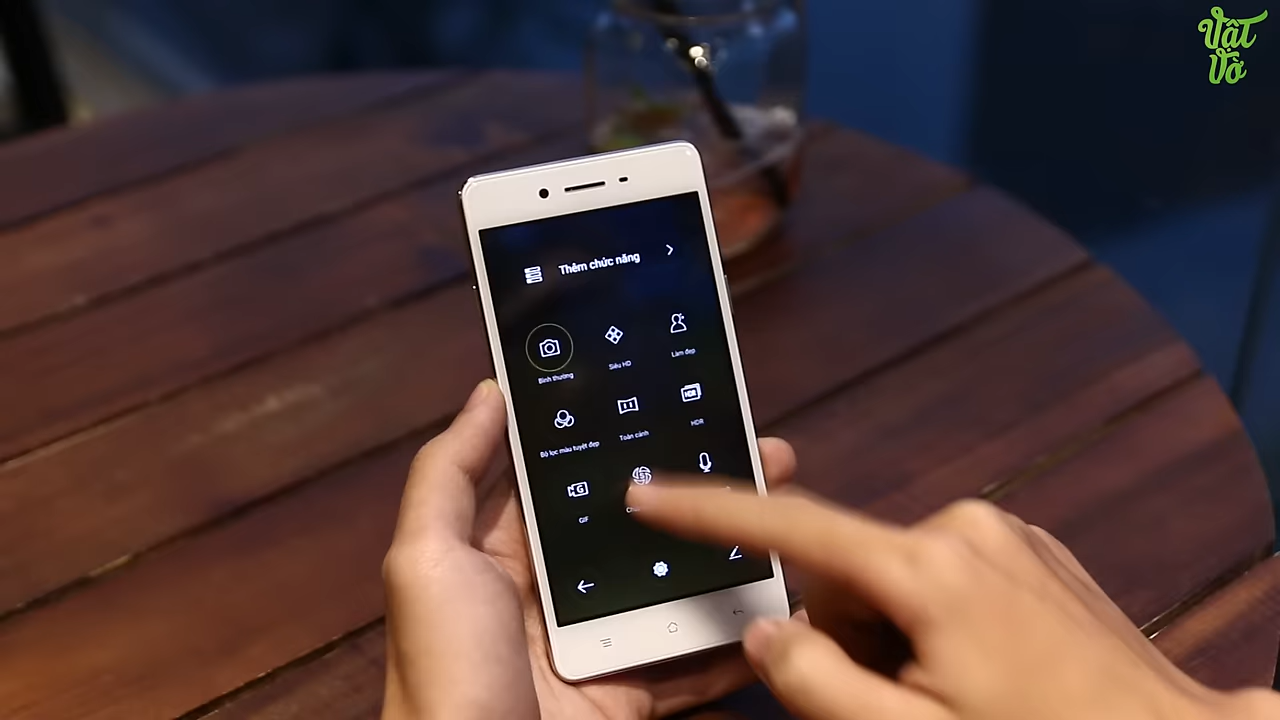 Vật
Vờ
Thêm chức năng
Bình thường
Siêu HD
Làm đẹp
Bộ lọc màu tuyệt đẹp
Toàn cảnh
HDR
HDR
G
GIF